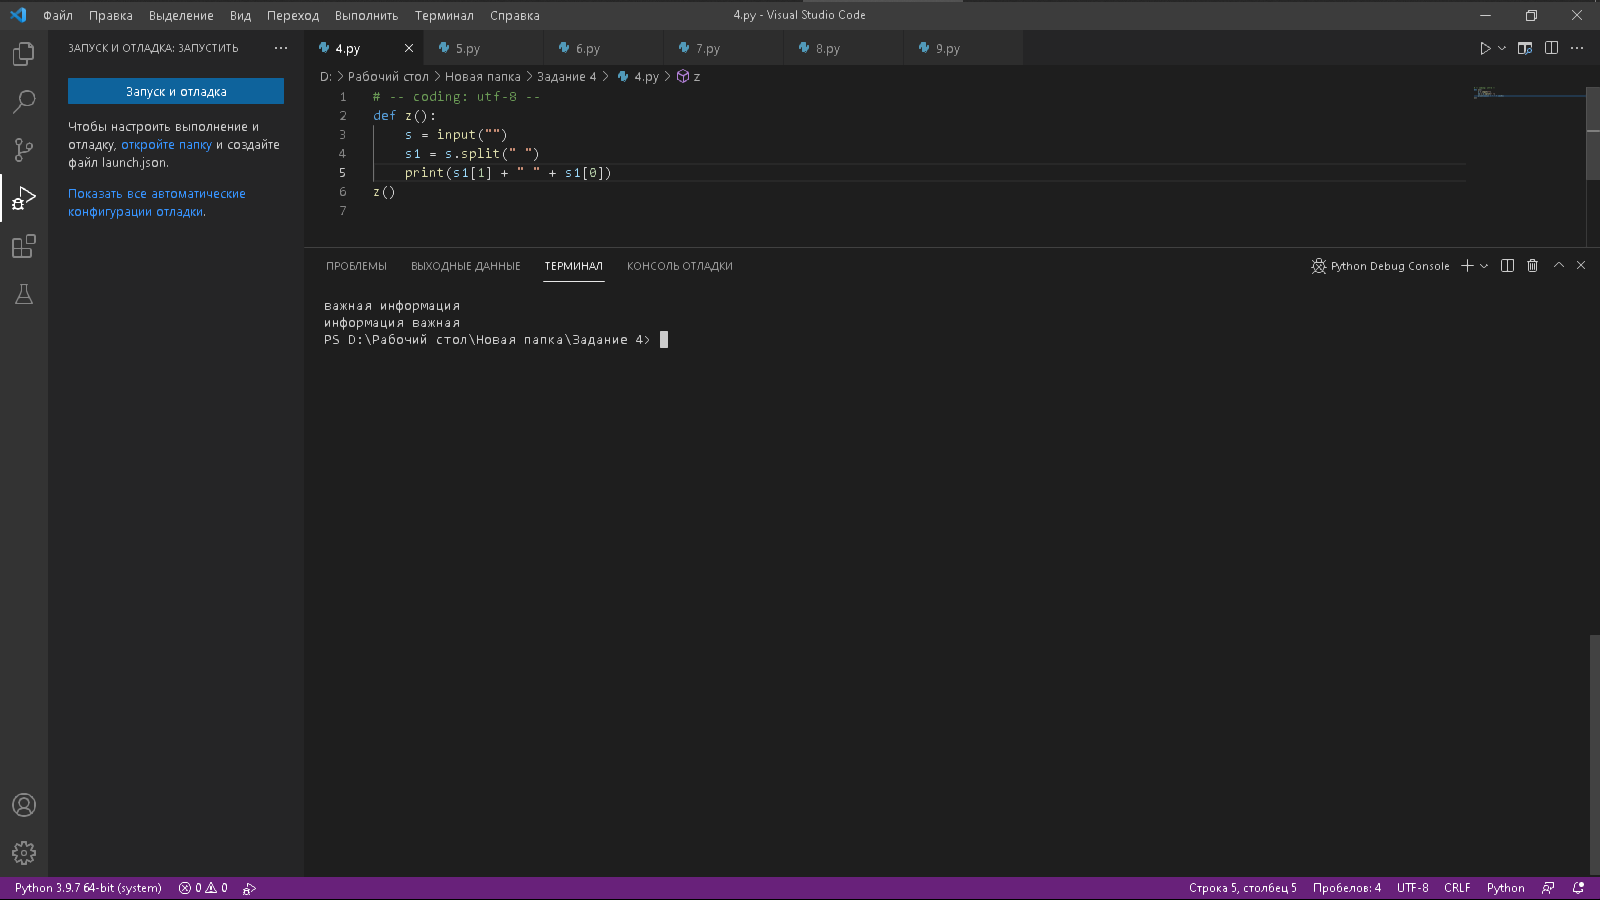 Файл Правка Выделение Вид Переход Выполнить Терминал Справка
4.py - Visual Studio Code
ЗАПУСК И ОТЛАДКА: ЗАПУСТИТЬ ...
4.py 5.py 6.py 7.py 8.py 9.py
Запуск и отладка
Чтобы настроить выполнение и
отладку, откройте папку и создайте
файл launch.json.
Показать все автоматические
конфигурации отладки.
D: > Рабочий стол > Новая папка > Задание 4 > 4.py > z
1 # -- coding: utf-8 --
2 def z():
3 s = input("")
4 s1 = s.split(" ")
5 print(s1[1] + " " + s1[0])
6 z()
7
ПРОБЛЕМЫ ВЫХОДНЫЕ ДАННЫЕ ТЕРМИНАЛ КОНСОЛЬ ОТЛАДКИ
Python Debug Console
важная информация
информация важная
PS D:\Рабочий стол\Новая папка\Задание 4>
Python 3.9.7 64-bit (system) 0 0
Строка 5, столбец 5 Пробелов: 4 UTF-8 CRLF Python